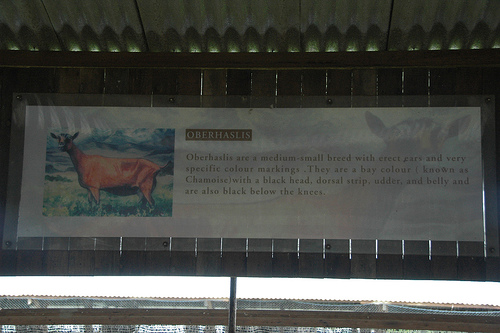 OBERHASLIS
Oberhaslis are a medium-small breed with erect ears and very
specific colour markings .They are a bay colour ( known as
Chamoise)with a black head, dorsal strip, udder, and belly and
are also black below the knees.